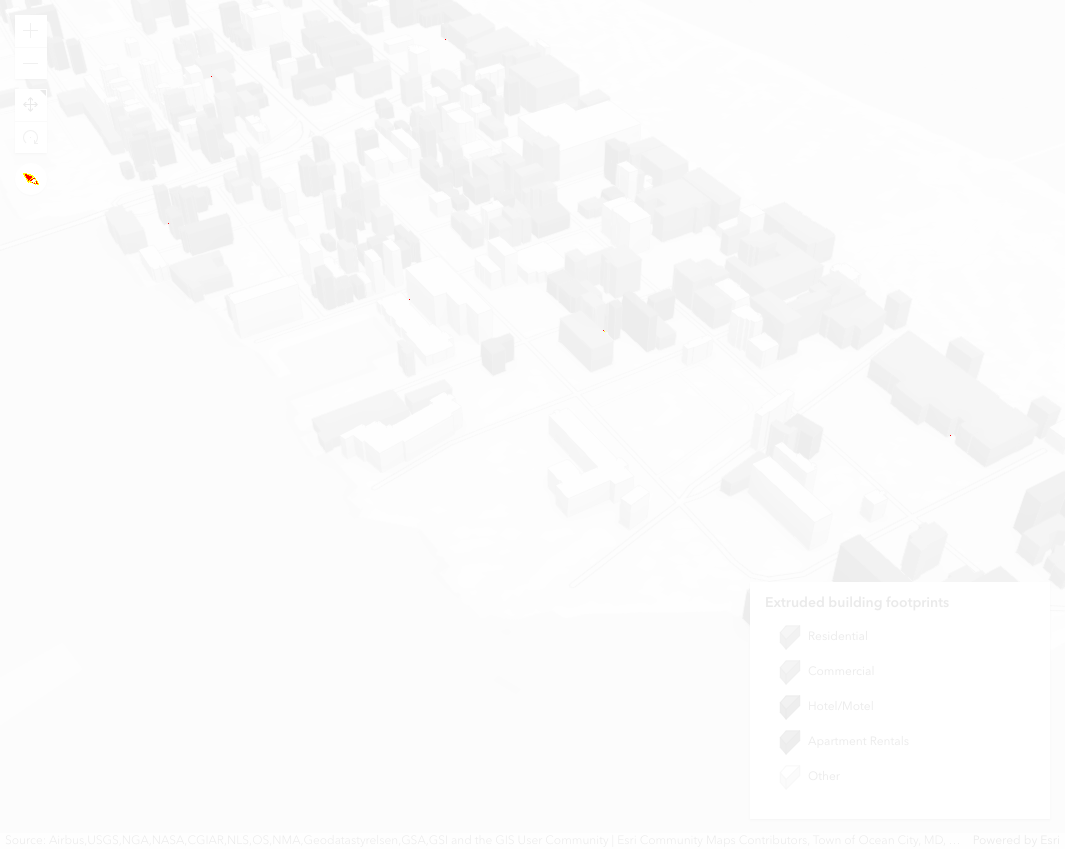 Extruded building footprints
Residential
Commercial
Hotel/Motel
Apartment Rentals
Other
Source: Airbus,USGS,NGA,NASA,CGIAR,NLS,OS,NMA,Geodatastyrelsen,GSA,GSI and the GIS User Community | Esri Community Maps Contributors, Town of Ocean City, MD, ... Powered by Esri